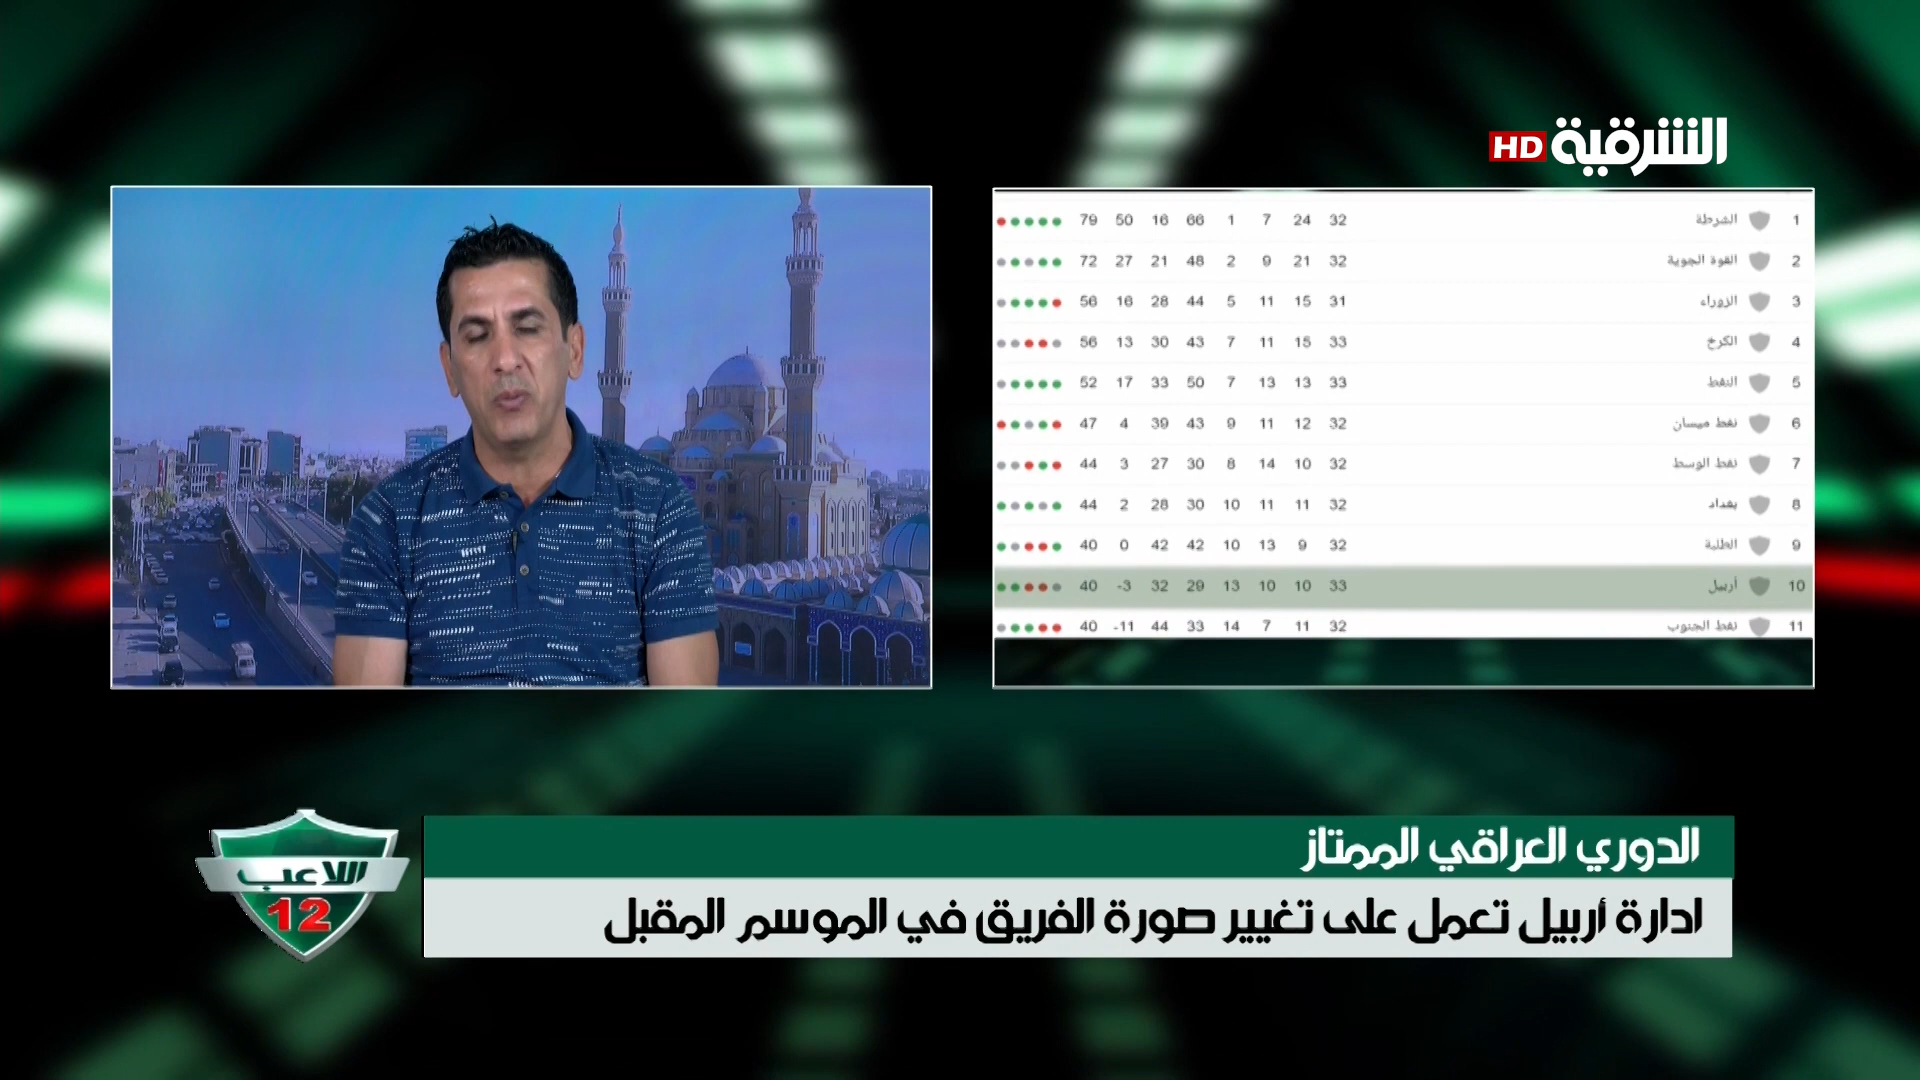 الشرقية HD
1 الشرطة 32 24 7 1 66 16 50 79
2 القوة الجوية 32 21 9 2 48 21 27 72
3 الزوراء 31 15 11 5 44 28 16 56
4 الكرخ 33 15 11 7 43 30 13 56
5 النفط 33 13 13 7 50 33 17 52
6 نفط ميسان 32 12 11 9 43 39 4 47
7 نفط الوسط 32 10 14 8 30 27 3 44
8 بغداد 32 11 11 10 30 28 2 44
9 الطلبة 32 9 13 10 42 42 0 40
10 أربيل 33 10 10 13 29 32 -3 40
11 نفط الجنوب 32 11 7 14 33 44 -11 40
الدوري العراقي الممتاز
ادارة أربيل تعمل على تغيير صورة الفريق في الموسم المقبل
اللاعب
12